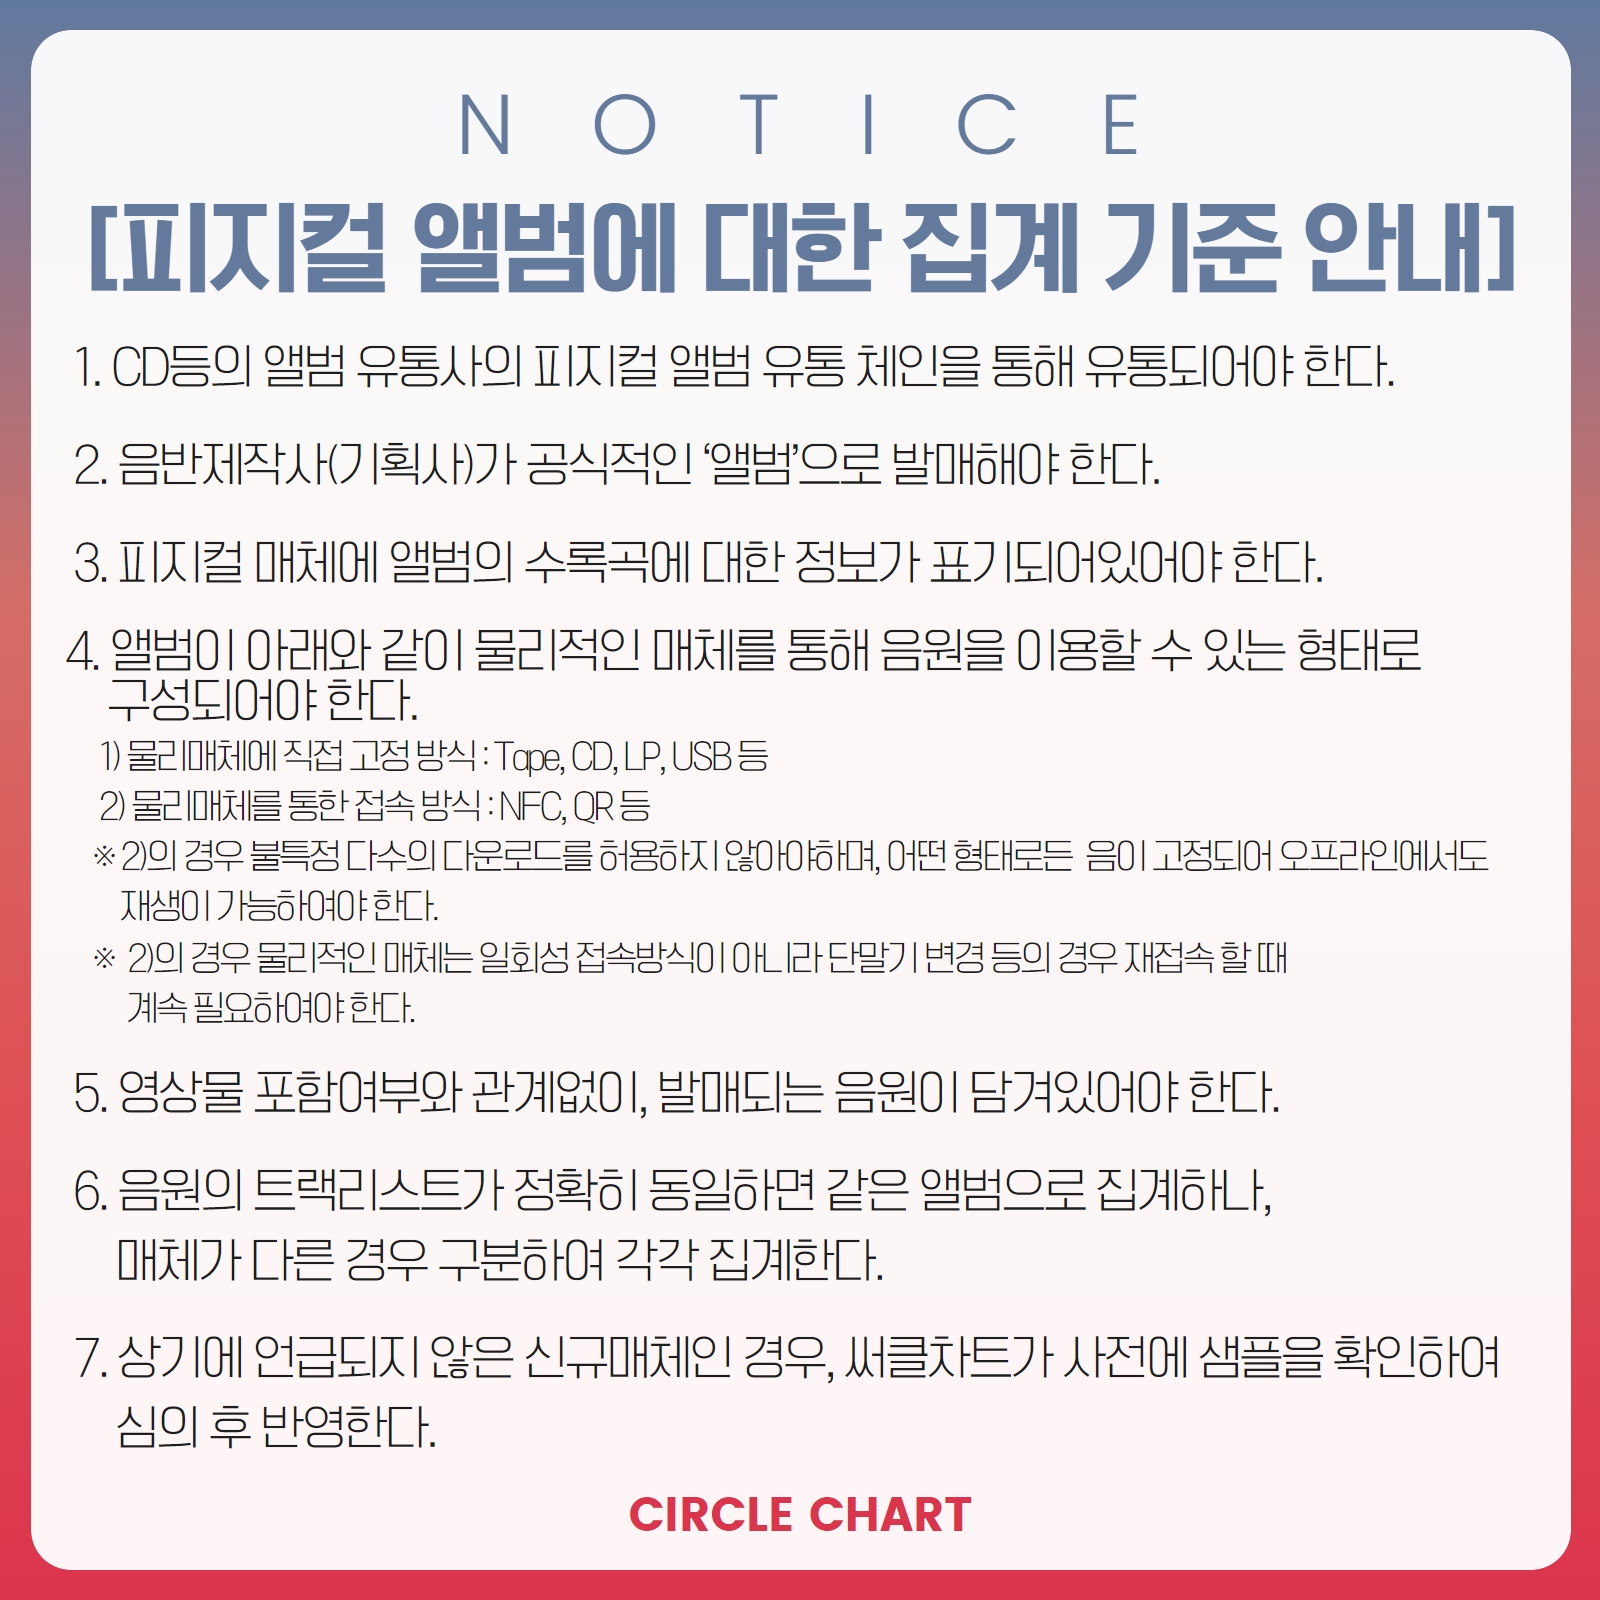 NOTICE
[피지컬 앨범에 대한 집계 기준 안내]
1. CD등의 앨범 유통사의 피지컬 앨범 유통 체인을 통해 유통되어야 한다.
2. 음반제작사(기획사)가 공식적인 ‘앨범’으로 발매해야 한다.
3. 피지컬 매체에 앨범의 수록곡에 대한 정보가 표기되어있어야 한다.
4. 앨범이 아래와 같이 물리적인 매체를 통해 음원을 이용할 수 있는 형태로
구성되어야 한다.
1) 물리매체에 직접 고정 방식 : Tape, CD, LP, USB 등
2) 물리매체를 통한 접속 방식 : NFC, QR 등
※ 2)의 경우 불특정 다수의 다운로드를 허용하지 않아야하며, 어떤 형태로든 음이 고정되어 오프라인에서도
재생이 가능하여야 한다.
※ 2)의 경우 물리적인 매체는 일회성 접속방식이 아니라 단말기 변경 등의 경우 재접속 할 때
계속 필요하여야 한다.
5. 영상물 포함여부와 관계없이, 발매되는 음원이 담겨있어야 한다.
6. 음원의 트랙리스트가 정확히 동일하면 같은 앨범으로 집계하나,
매체가 다른 경우 구분하여 각각 집계한다.
7. 상기에 언급되지 않은 신규매체인 경우, 써클차트가 사전에 샘플을 확인하여
심의 후 반영한다.
CIRCLE CHART